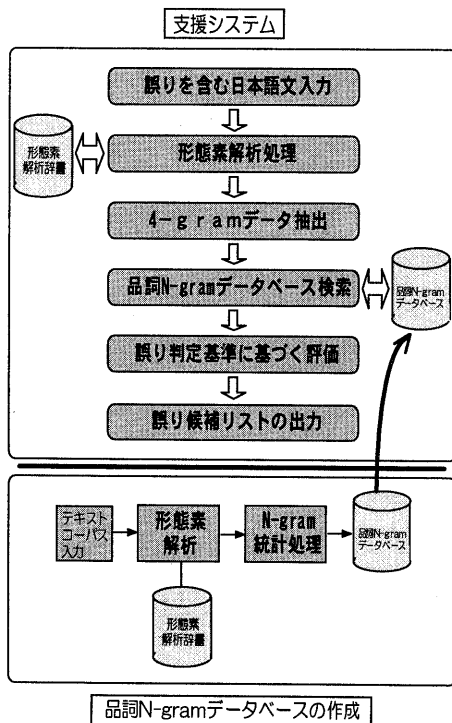 支援システム
誤りを含む日本語文入力
形態素
解析辞書
形態素解析処理
4-gramデータ抽出
品詞N-gramデータベース検索
品詞N-gram
データベース
誤り判定基準に基づく評価
誤り候補リストの出力
テキスト
コーパス
入力
形態素
解析
N-gram
統計処理
品詞N-gram
データベース
形態素
解析辞書
品詞N-gramデータベースの作成